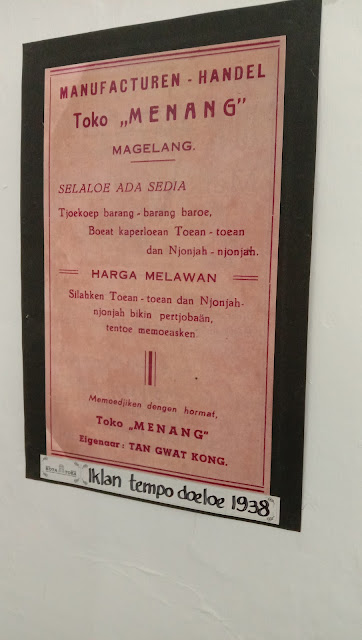 MANUFACTUREN - HANDEL
Toko „MENANG"
MAGELANG.
SELALOE ADA SEDIA
Tjoekoep barang - barang baroe,
Boeat kaperloean Toean - toean
dan Njonjah - njonjah.
HARGA MELAWAN
Silahken Toean - toean dan Njonjah-
njonjah bikin pertjobaän,
tentoe memoeasken
Memoedjiken dengen hormat,
Toko „MENANG"
Eigenaar : TAN GWAT KONG.
Iklan tempo doeloe 1938